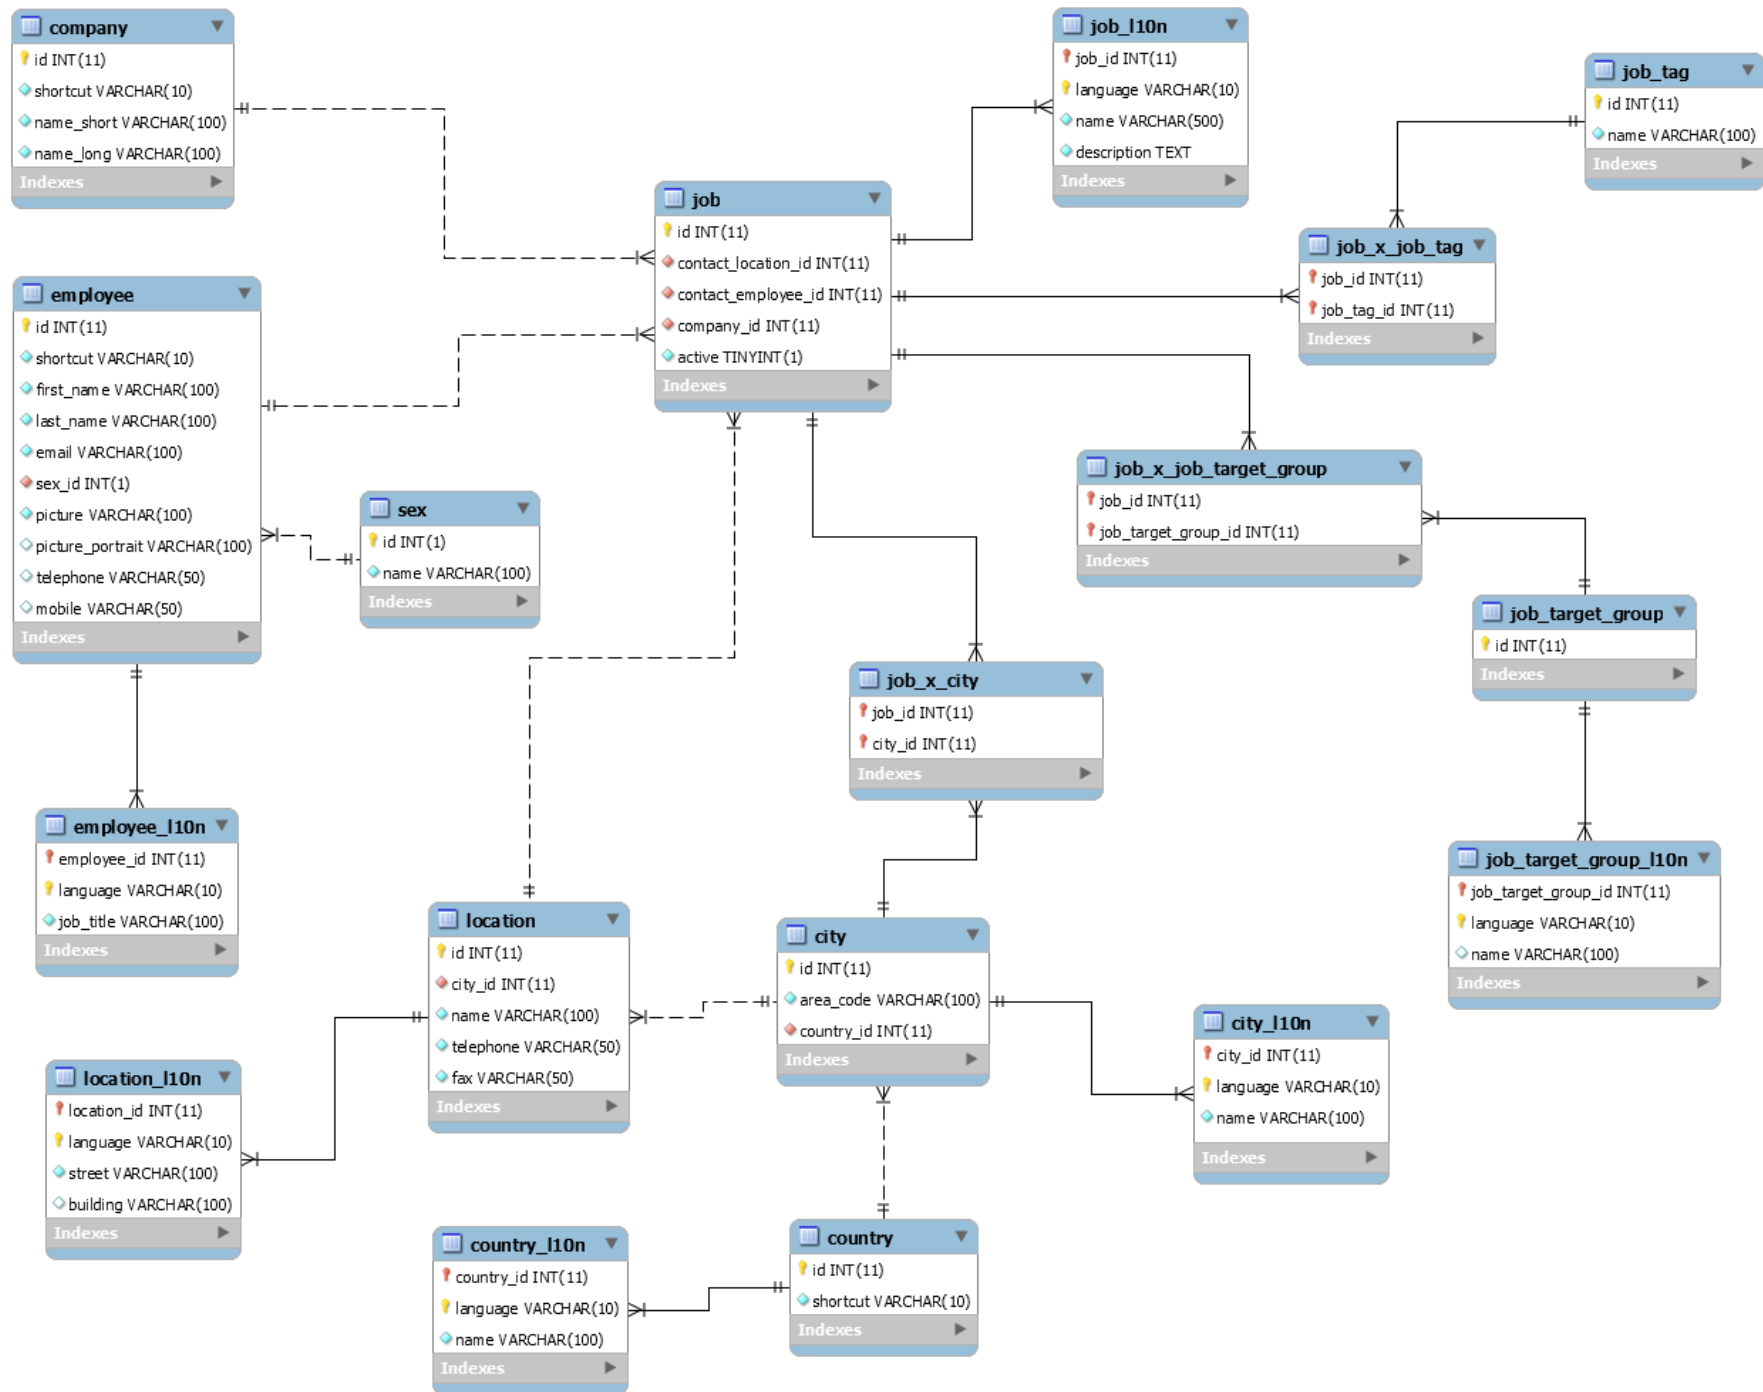 company
id INT(11)
shortcut VARCHAR(10)
name_short VARCHAR(100)
name_long VARCHAR(100)
Indexes
employee
id INT(11)
shortcut VARCHAR(10)
first_name VARCHAR(100)
last_name VARCHAR(100)
email VARCHAR(100)
sex_id INT(1)
picture VARCHAR(100)
picture_portrait VARCHAR(100)
telephone VARCHAR(50)
mobile VARCHAR(50)
Indexes
sex
id INT(1)
name VARCHAR(100)
Indexes
employee_l10n
employee_id INT(11)
language VARCHAR(10)
job_title VARCHAR(100)
Indexes
job
id INT(11)
contact_location_id INT(11)
contact_employee_id INT(11)
company_id INT(11)
active TINYINT(1)
Indexes
job_l10n
job_id INT(11)
language VARCHAR(10)
name VARCHAR(500)
description TEXT
Indexes
job_tag
id INT(11)
name VARCHAR(100)
Indexes
job_x_job_tag
job_id INT(11)
job_tag_id INT(11)
Indexes
job_x_job_target_group
job_id INT(11)
job_target_group_id INT(11)
Indexes
job_target_group
id INT(11)
Indexes
job_target_group_l10n
job_target_group_id INT(11)
language VARCHAR(10)
name VARCHAR(100)
Indexes
job_x_city
job_id INT(11)
city_id INT(11)
Indexes
location
id INT(11)
city_id INT(11)
name VARCHAR(100)
telephone VARCHAR(50)
fax VARCHAR(50)
Indexes
city
id INT(11)
area_code VARCHAR(100)
country_id INT(11)
Indexes
city_l10n
city_id INT(11)
language VARCHAR(10)
name VARCHAR(100)
Indexes
location_l10n
location_id INT(11)
language VARCHAR(10)
street VARCHAR(100)
building VARCHAR(100)
Indexes
country_l10n
country_id INT(11)
language VARCHAR(10)
name VARCHAR(100)
Indexes
country
id INT(11)
shortcut VARCHAR(10)
Indexes